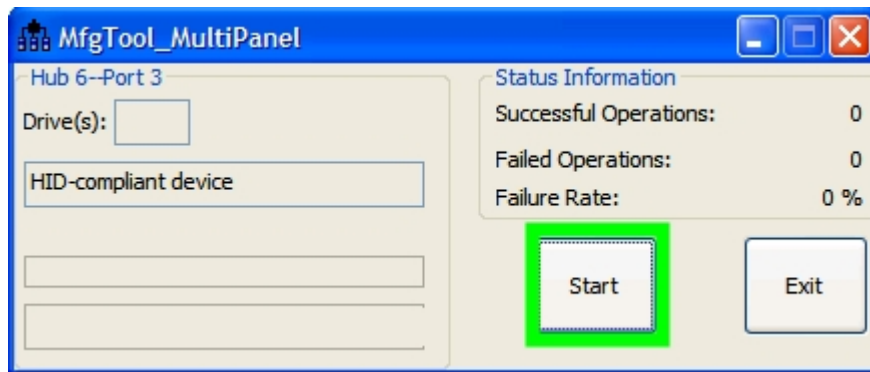 MfgTool_MultiPanel
Hub 6--Port 3
Drive(s):
HID-compliant device
Status Information
Successful Operations: 0
Failed Operations: 0
Failure Rate: 0 %
Start
Exit